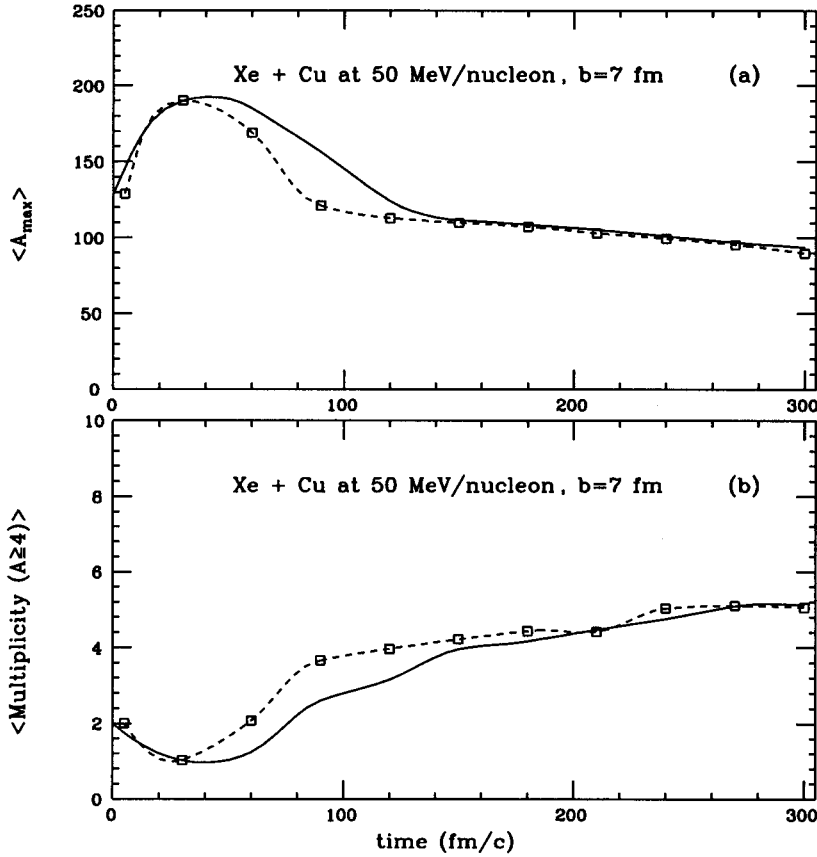 250
200
150
100
50
0
<A_max>
Xe + Cu at 50 MeV/nucleon, b=7 fm (a)
0 100 200 300
10
8
6
4
2
0
<Multiplicity (A≧4)>
Xe + Cu at 50 MeV/nucleon, b=7 fm (b)
0 100 200 300
time (fm/c)